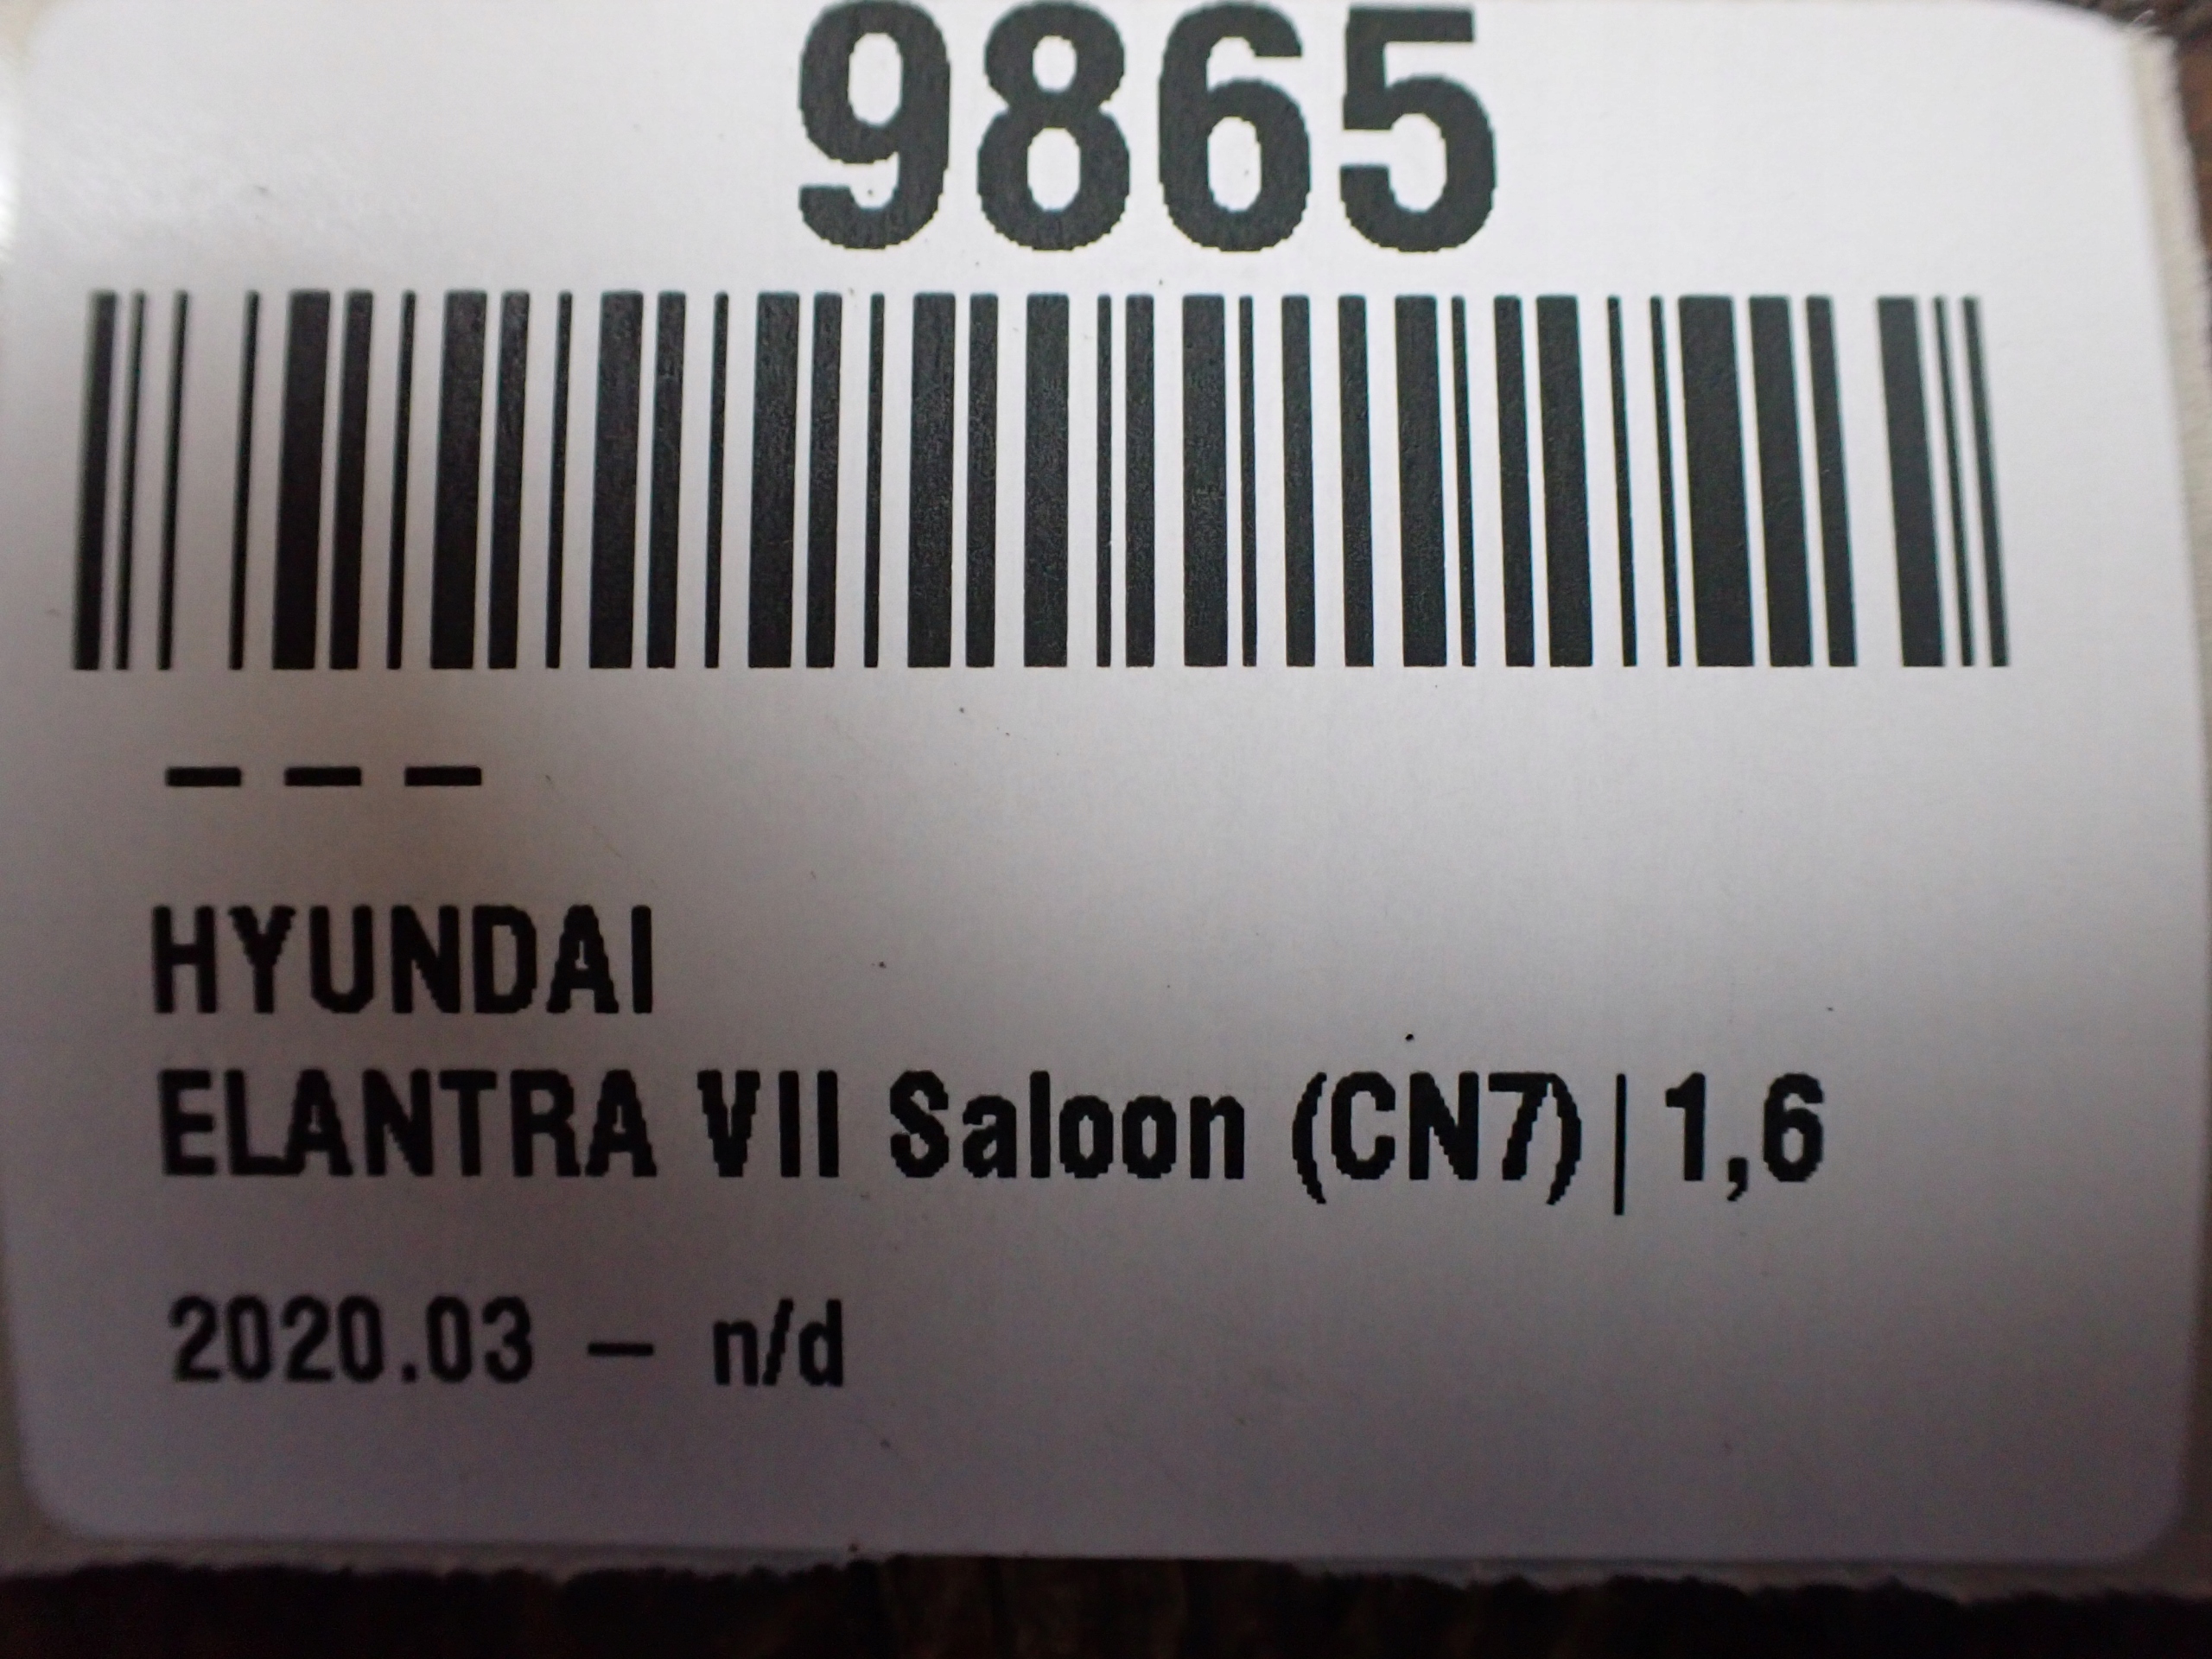 9865
---
HYUNDAI
ELANTRA VII Saloon (CN7)|1,6
2020.03 – n/d